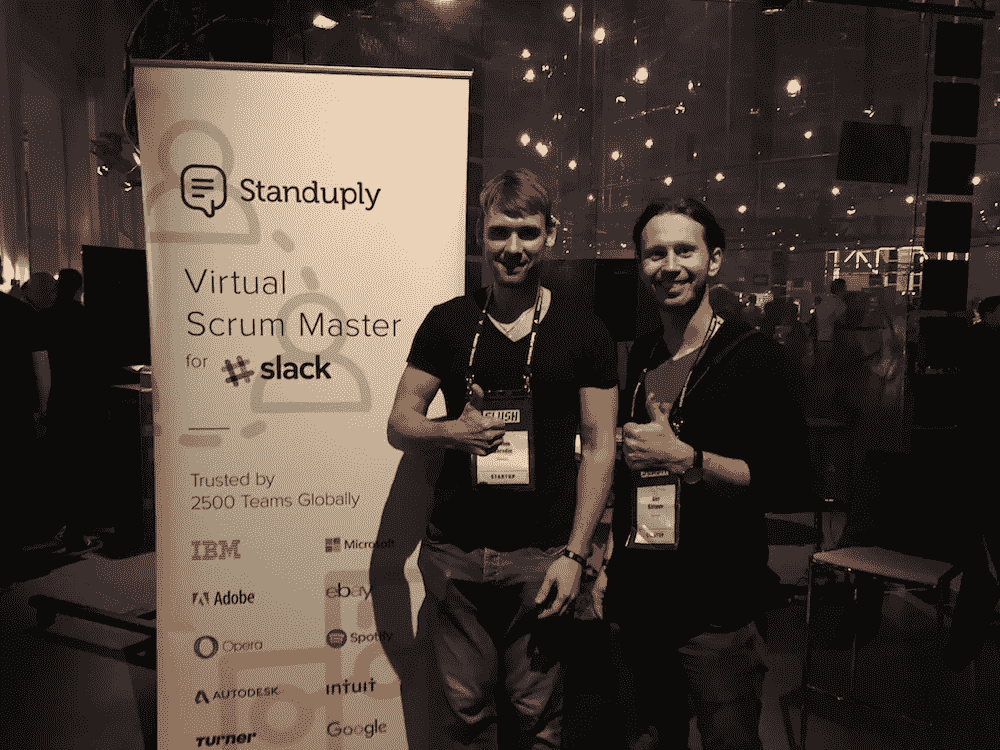 Standuply
Virtual
Scrum Master
for slack
Trusted by
2500 Teams Globally
IBM
Microsoft
Adobe
ebay
Opera
Spotify
AUTODESK
intuit
Turner
Google
SLUSH
STARTUP